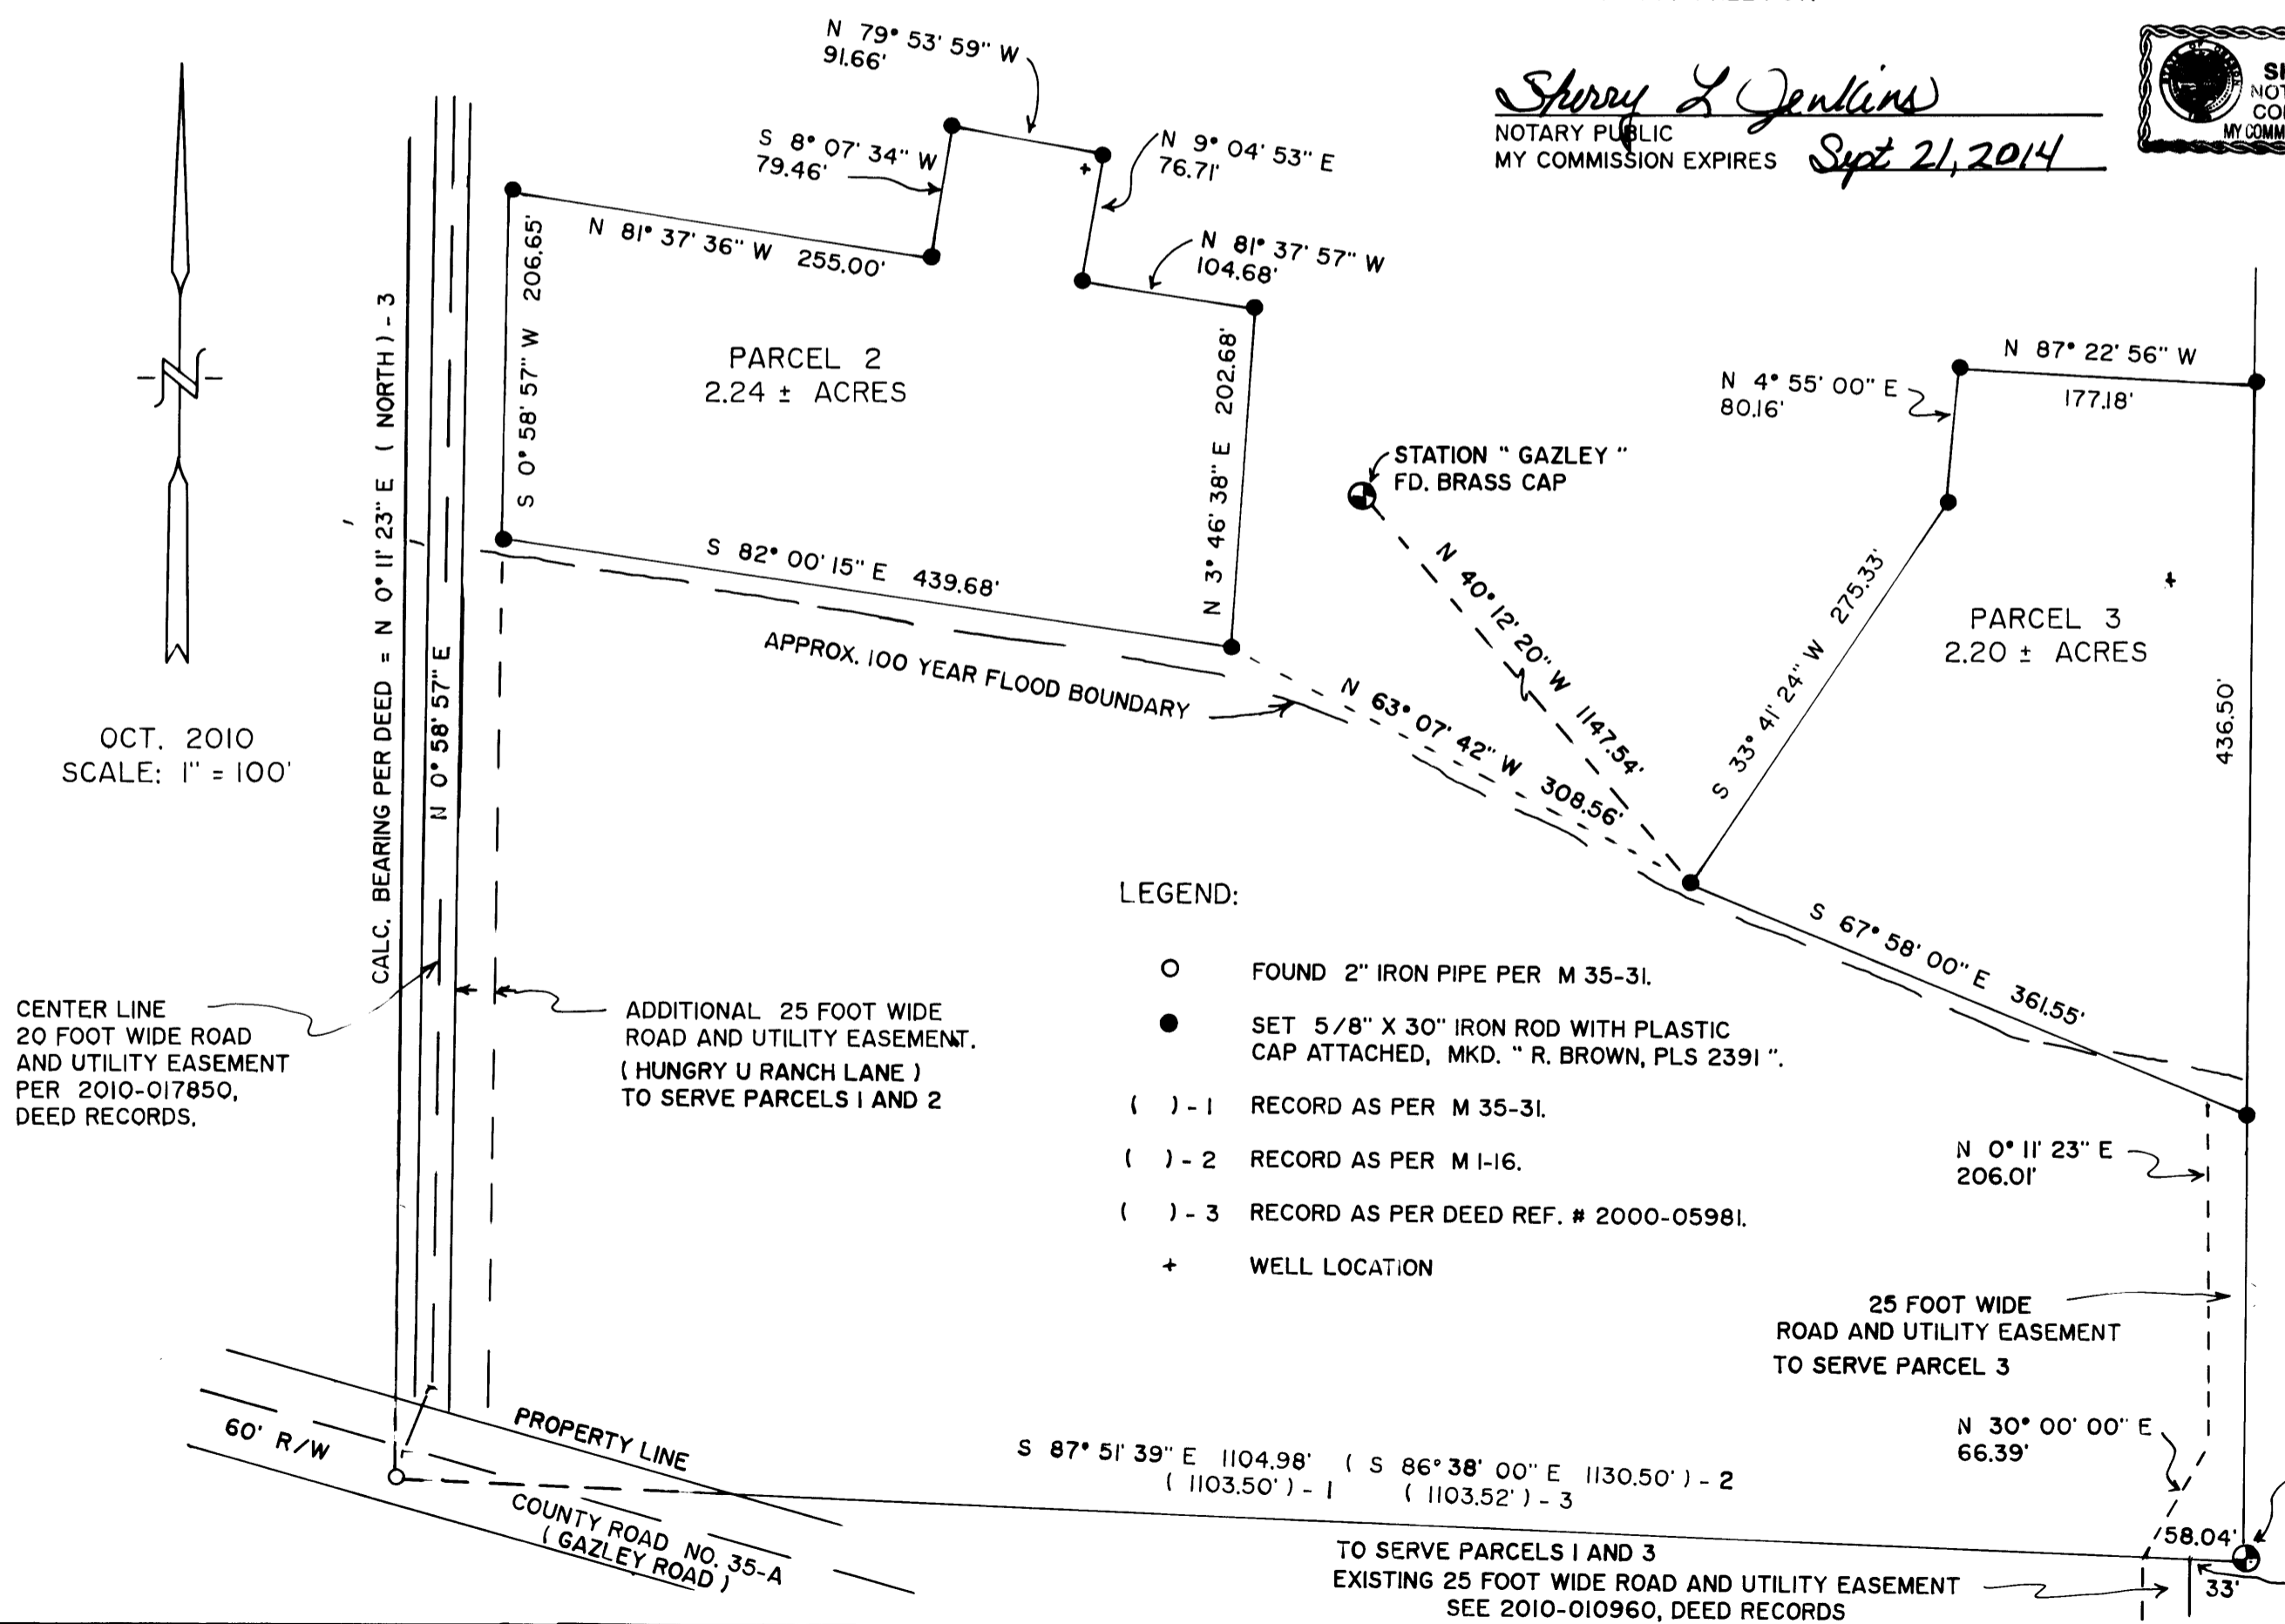 N 79° 53' 59" W
91.66'
S 8° 07' 34" W
79.46'
N 9° 04' 53" E
76.71'
N 81° 37' 36" W 255.00'
N 81° 37' 57" W
104.68'
S 0° 58' 57" W 206.65'
PARCEL 2
2.24 ± ACRES
N 3° 46' 38" E 202.68'
S 82° 00' 15" E 439.68'
APPROX. 100 YEAR FLOOD BOUNDARY
Sherry L Jenkins
NOTARY PUBLIC
MY COMMISSION EXPIRES Sept 21, 2014
STATE OF OREGON
N
OCT. 2010
SCALE: 1" = 100'
CALC. BEARING PER DEED = N 0° 11' 23" E ( NORTH ) - 3
N 0° 58' 57" E
STATION " GAZLEY "
FD. BRASS CAP
N 40° 12' 20" W 1147.54'
N 63° 07' 42" W 308.56'
N 87° 22' 56" W
177.18'
N 4° 55' 00" E
80.16'
S 33° 41' 24" W 275.33'
PARCEL 3
2.20 ± ACRES
436.50'
S 67° 58' 00" E 361.55'
CENTER LINE
20 FOOT WIDE ROAD
AND UTILITY EASEMENT
PER 2010-017850,
DEED RECORDS.
ADDITIONAL 25 FOOT WIDE
ROAD AND UTILITY EASEMENT.
( HUNGRY U RANCH LANE )
TO SERVE PARCELS 1 AND 2
LEGEND:
FOUND 2" IRON PIPE PER M 35-31.
SET 5/8" X 30" IRON ROD WITH PLASTIC
CAP ATTACHED, MKD. " R. BROWN, PLS 2391 ".
( ) - 1 RECORD AS PER M 35-31.
( ) - 2 RECORD AS PER M 1-16.
( ) - 3 RECORD AS PER DEED REF. # 2000-05981.
+ WELL LOCATION
N 0° 11' 23" E
206.01'
25 FOOT WIDE
ROAD AND UTILITY EASEMENT
TO SERVE PARCEL 3
N 30° 00' 00" E
66.39'
60' R/W
PROPERTY LINE
COUNTY ROAD NO. 35-A
( GAZLEY ROAD )
S 87° 51' 39" E 1104.98' ( S 86° 38' 00" E 1130.50' ) - 2
( 1103.50' ) - 1 ( 1103.52' ) - 3
58.04'
33'
TO SERVE PARCELS 1 AND 3
EXISTING 25 FOOT WIDE ROAD AND UTILITY EASEMENT
SEE 2010-010960, DEED RECORDS